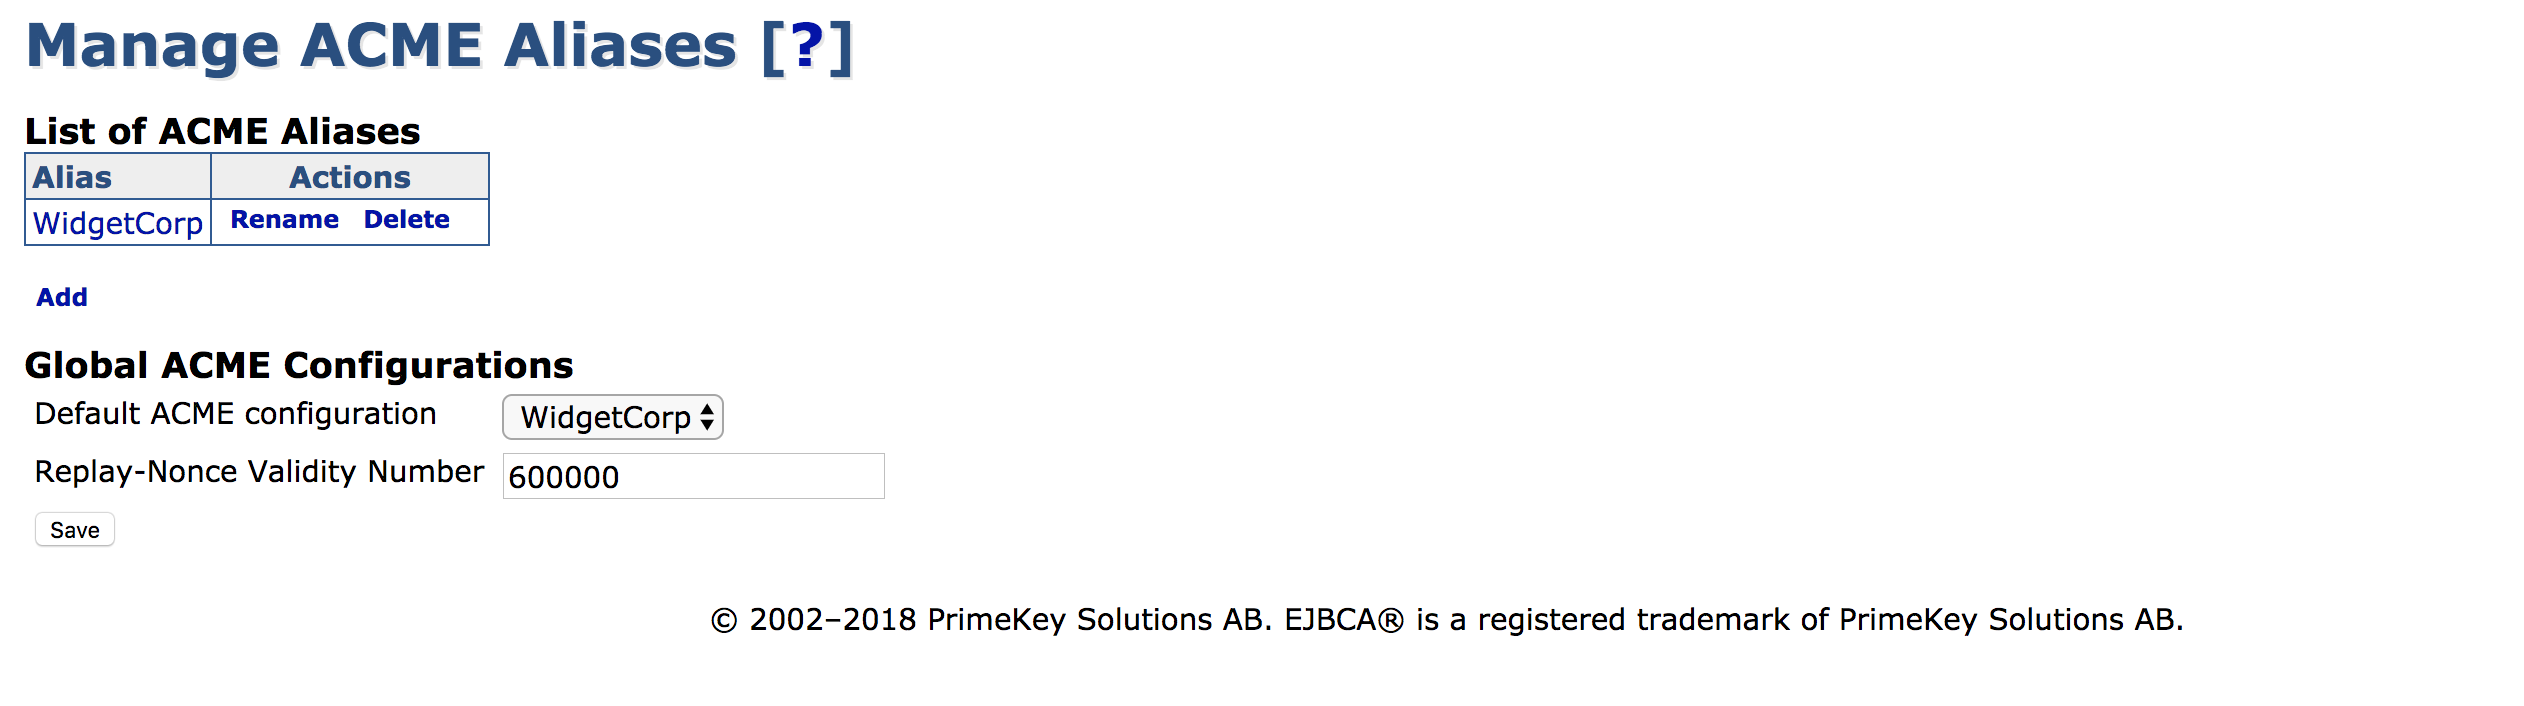 Manage ACME Aliases [?]
List of ACME Aliases
Alias Actions
WidgetCorp Rename Delete
Add
Global ACME Configurations
Default ACME configuration WidgetCorp
Replay-Nonce Validity Number 600000
Save
© 2002–2018 PrimeKey Solutions AB. EJBCA® is a registered trademark of PrimeKey Solutions AB.